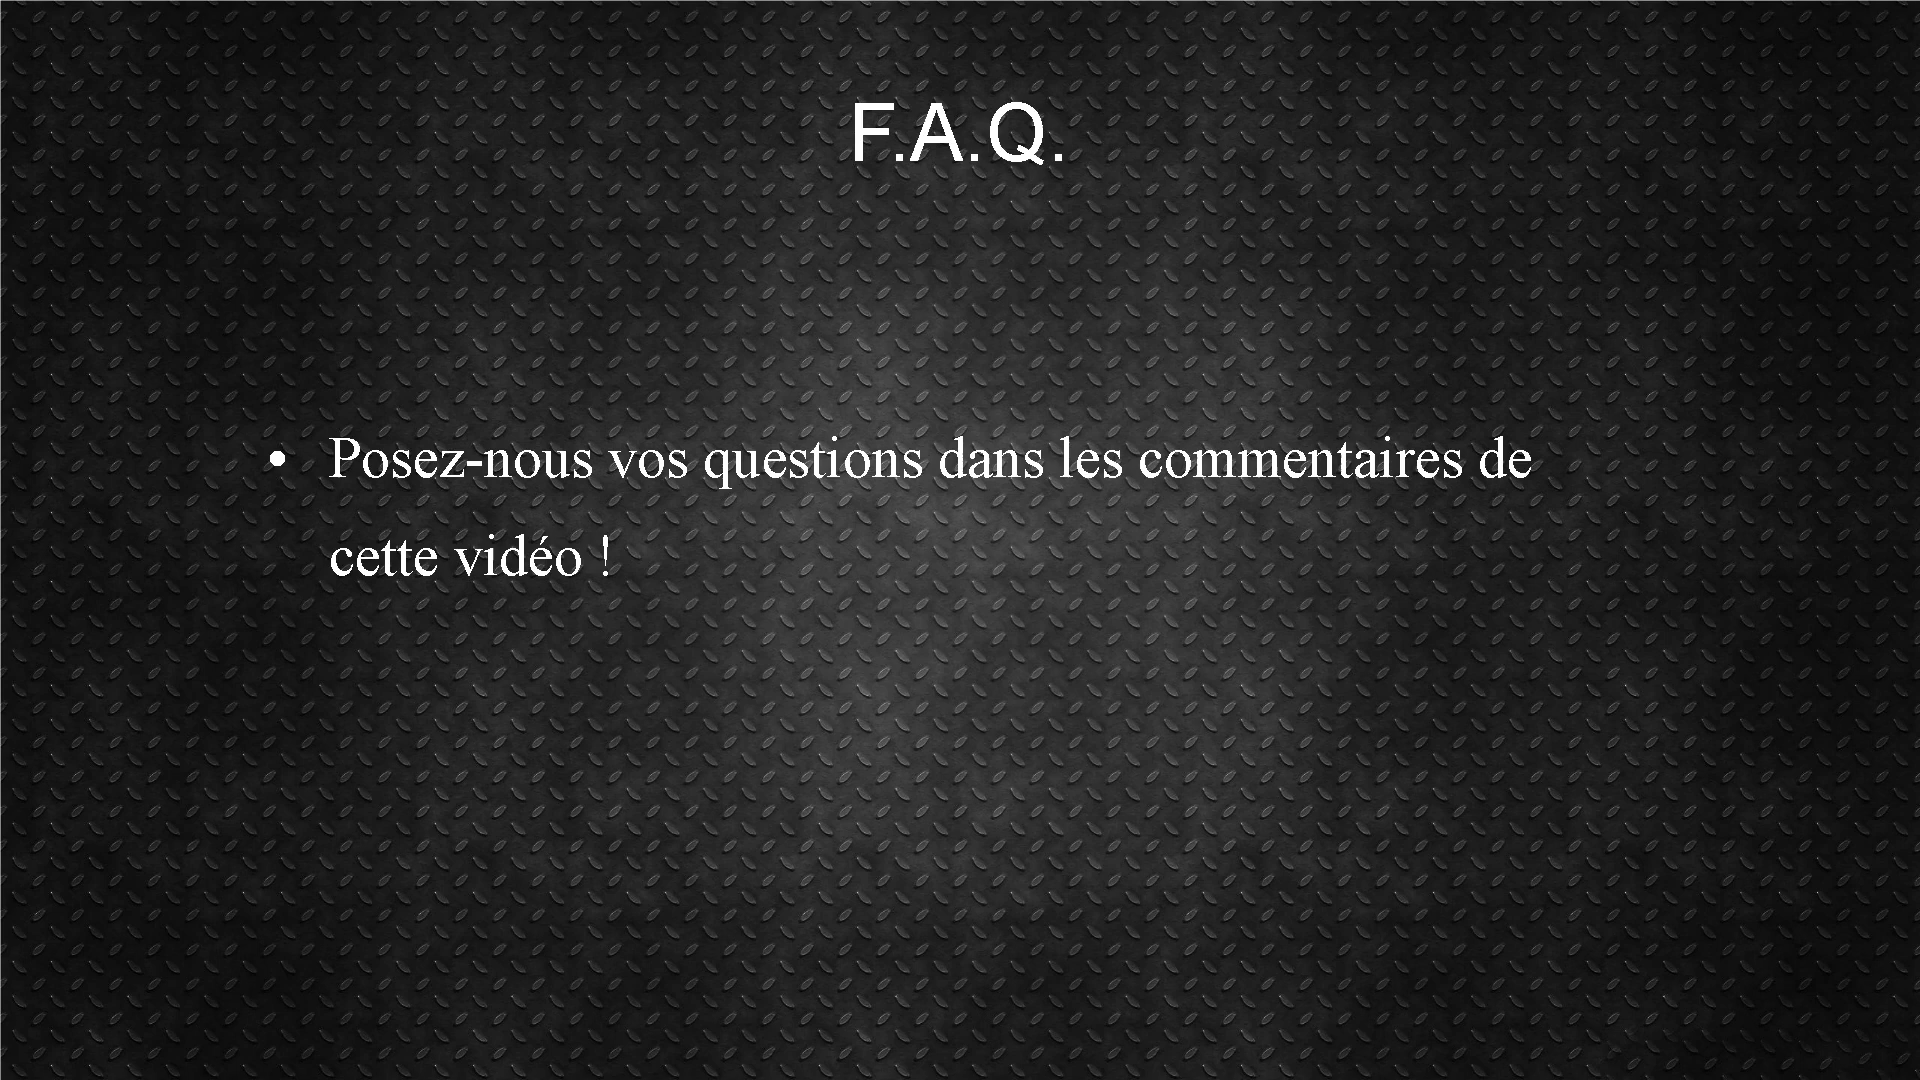 F.A.Q.
• Posez-nous vos questions dans les commentaires de
cette vidéo !